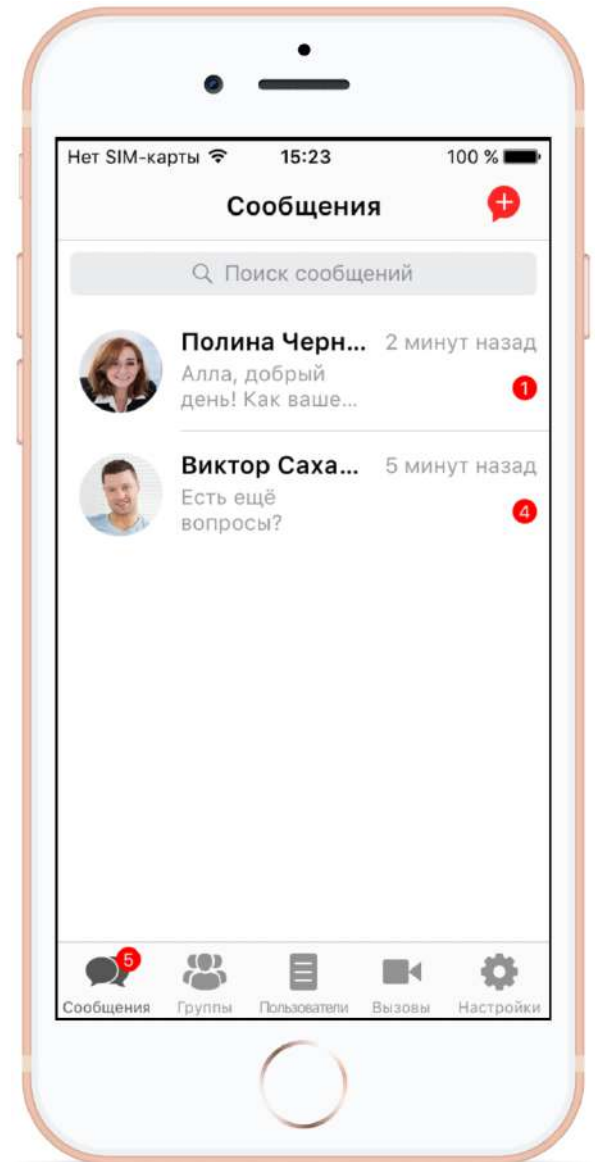 Нет SIM-карты 15:23 100 %
Сообщения
Поиск сообщений
Полина Черн... 2 минут назад
Алла, добрый
день! Как ваше... 1
Виктор Саха... 5 минут назад
Есть ещё
вопросы? 4
5
Сообщения Группы Пользователи Вызовы Настройки